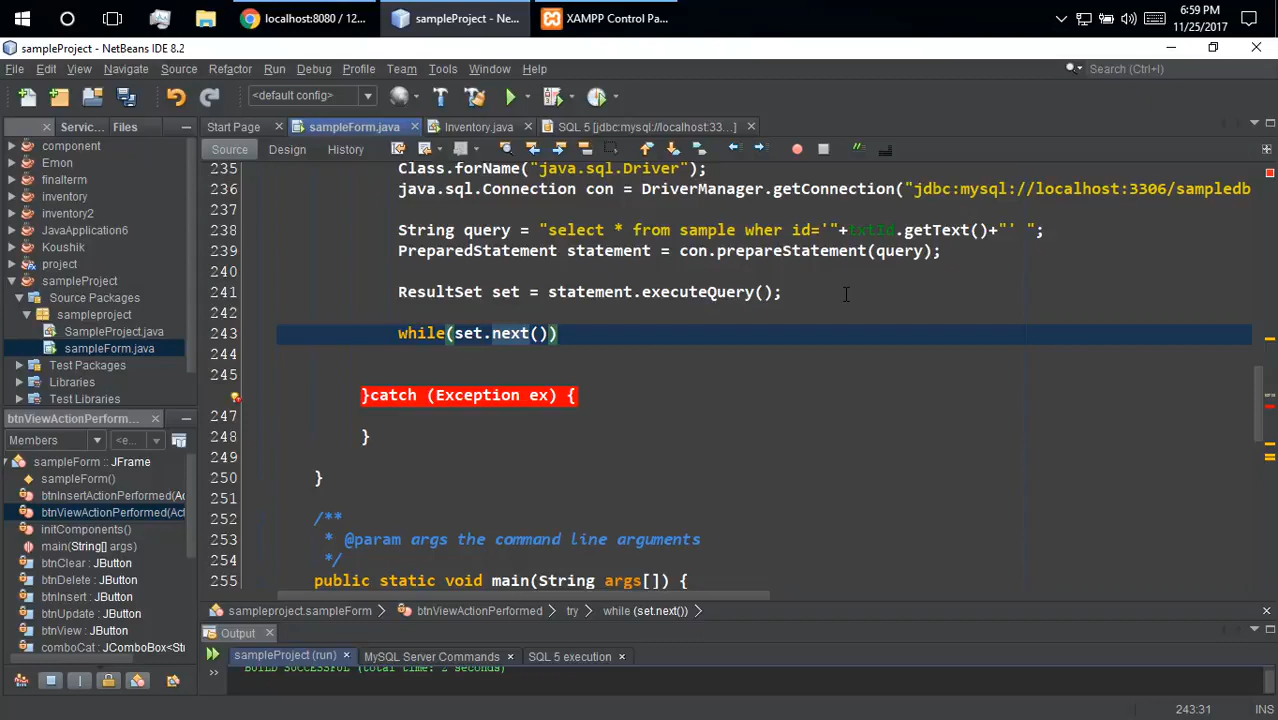 localhost:8080 / 12...
sampleProject - Ne...
XAMPP Control Pa...
6:59 PM
11/25/2017
sampleProject - NetBeans IDE 8.2
File Edit View Navigate Source Refactor Run Debug Profile Team Tools Window Help
Search (Ctrl+I)
<default config>
Servic... Files
Start Page sampleForm.java Inventory.java SQL 5 [jdbc:mysql://localhost:33...]
Source Design History
component
Emon
finalterm
inventory
inventory2
JavaApplication6
Koushik
project
sampleProject
Source Packages
sampleproject
SampleProject.java
sampleForm.java
Test Packages
Libraries
Test Libraries
235 Class.forName("java.sql.Driver");
236 java.sql.Connection con = DriverManager.getConnection("jdbc:mysql://localhost:3306/sampledb
237
238 String query = "select * from sample wher id='"+txtId.getText()+"' ";
239 PreparedStatement statement = con.prepareStatement(query);
240
241 ResultSet set = statement.executeQuery();
242
243 while(set.next())
244
245
}catch (Exception ex) {
247
248 }
249
250 }
251
252 /**
253 * @param args the command line arguments
254 */
255 public static void main(String args[]) {
btnViewActionPerform...
Members <e...
sampleForm :: JFrame
sampleForm()
btnInsertActionPerformed(Ac
btnViewActionPerformed(Act
initComponents()
main(String[] args)
btnClear : JButton
btnDelete : JButton
btnInsert : JButton
btnUpdate : JButton
btnView : JButton
comboCat : JComboBox<St
sampleproject.sampleForm btnViewActionPerformed try while (set.next())
Output
sampleProject (run) MySQL Server Commands SQL 5 execution
BUILD SUCCESSFUL (total time: 2 seconds)
243:31 INS